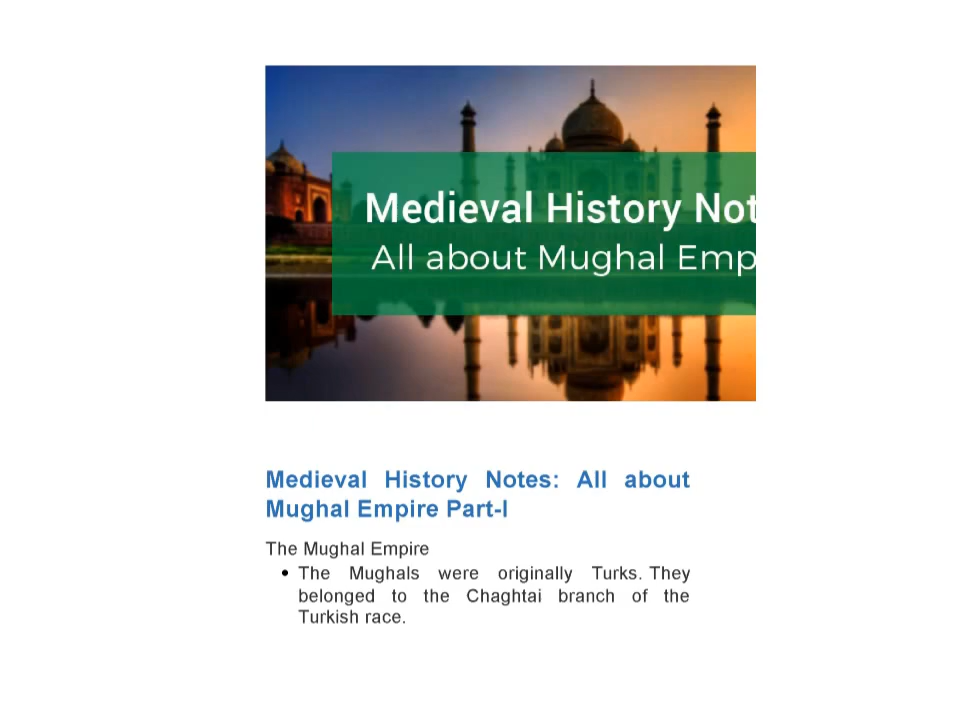 Medieval History Not
All about Mughal Emp
Medieval History Notes: All about
Mughal Empire Part-I
The Mughal Empire
• The Mughals were originally Turks. They
belonged to the Chaghtai branch of the
Turkish race.